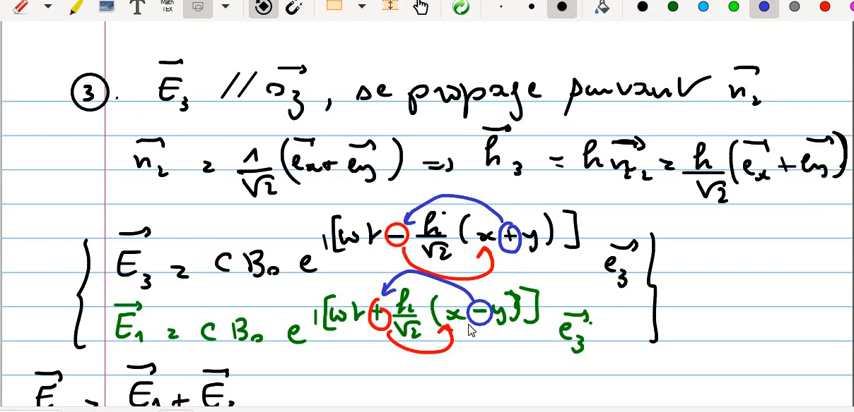 ③. E₃⃗ // o₃⃗, se propage suivant n₂⃗
n₂⃗ = 1/√2 (eₓ⃗ + e_y⃗) => k₃⃗ = k n₂⃗ = k/√2 (eₓ⃗ + e_y⃗)
E₃⃗ = c B₀ e^{i[ωt - k/√2 (x + y)]} e₃⃗
E₁⃗ = c B₀ e^{i[ωt + k/√2 (x - y)]} e₃⃗
E⃗ = E₁⃗ + E₃⃗